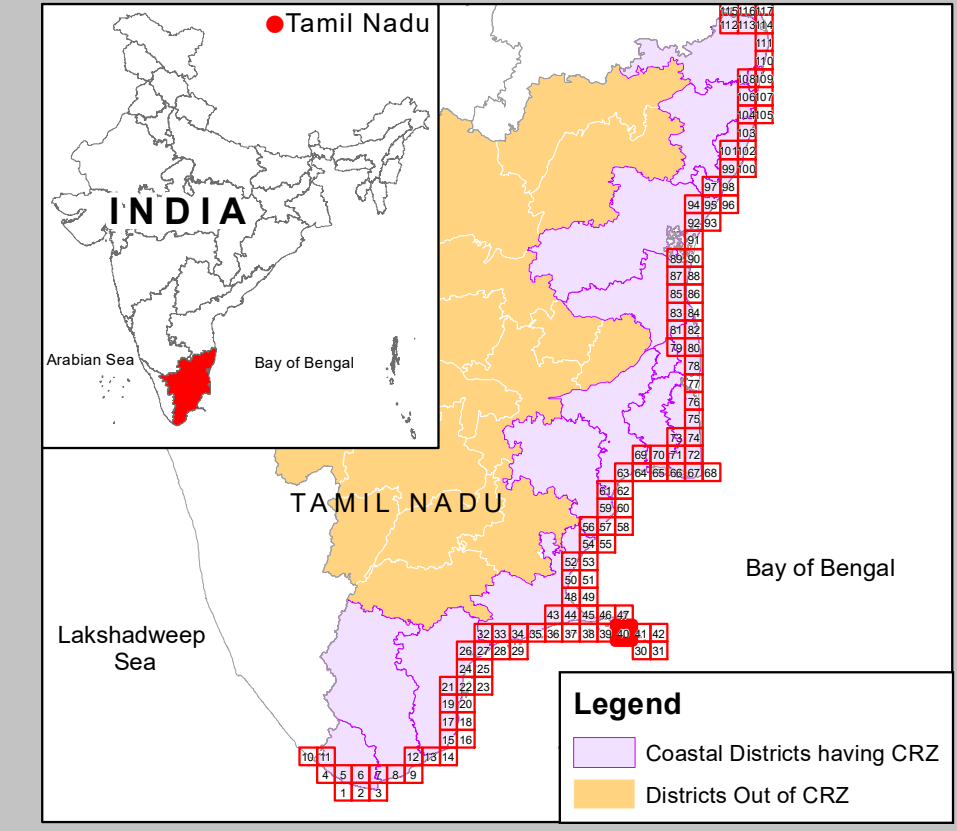 Tamil Nadu
INDIA
Arabian Sea
Bay of Bengal
115 116 117
112 113 114
111
110
108 109
106 107
104 105
103
101 102
99 100
97 98
94 95 96
92 93
91
89 90
87 88
85 86
83 84
81 82
79 80
78
77
76
75
73 74
69 70 71 72
63 64 65 66 67 68
61 62
TAMIL NADU
59 60
56 57 58
54 55
52 53
Bay of Bengal
50 51
48 49
43 44 45 46 47
Lakshadweep
Sea
32 33 34 35 36 37 38 39 40 41 42
26 27 28 29 30 31
24 25
21 22 23
19 20
17 18
15 16
10 11 12 13 14
4 5 6 7 8 9
1 2 3
Legend
Coastal Districts having CRZ
Districts Out of CRZ